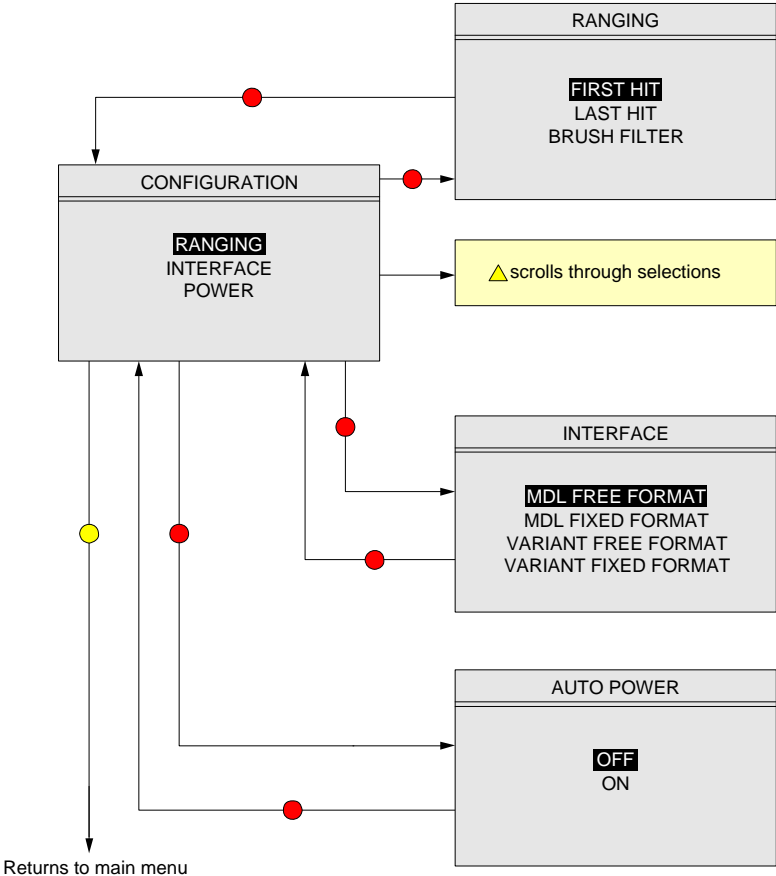 RANGING
FIRST HIT
LAST HIT
BRUSH FILTER
CONFIGURATION
RANGING
INTERFACE
POWER
scrolls through selections
INTERFACE
MDL FREE FORMAT
MDL FIXED FORMAT
VARIANT FREE FORMAT
VARIANT FIXED FORMAT
AUTO POWER
OFF
ON
Returns to main menu